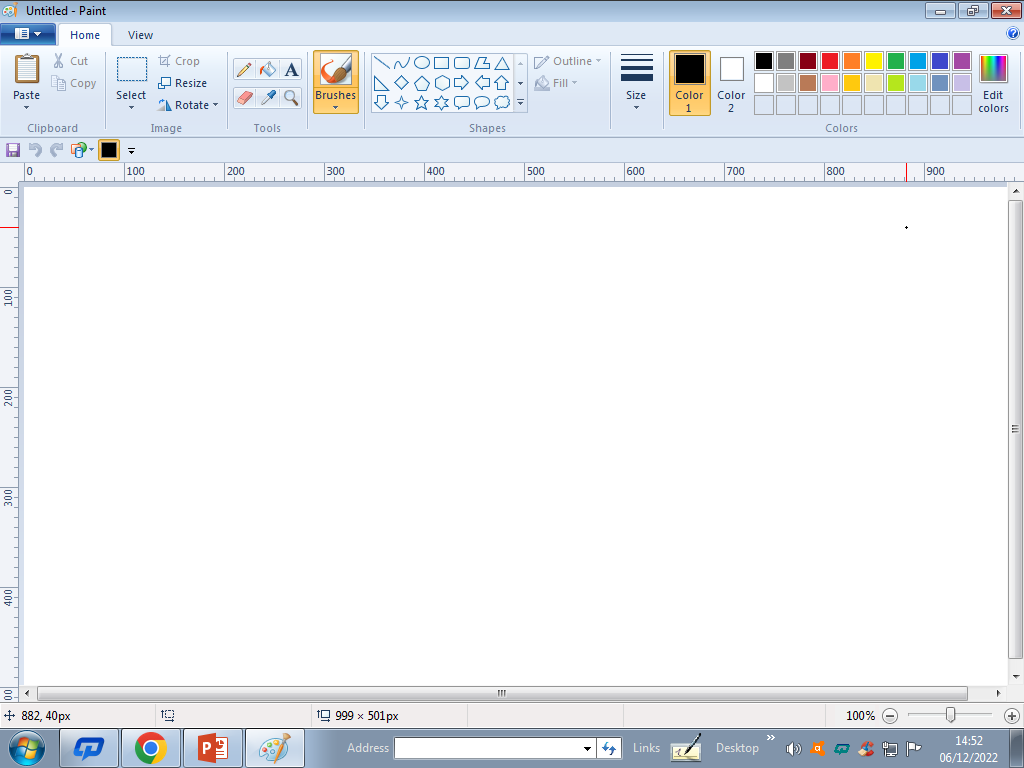 Untitled - Paint
Home View
Paste
Cut
Copy
Clipboard
Select
Crop
Resize
Rotate
Image
A
Tools
Brushes
Outline
Fill
Shapes
Size
Color 1
Color 2
Edit colors
Colors
0 100 200 300 400 500 600 700 800 900
0
100
200
300
400
00
882, 40px
999 × 501px
100%
Address
Links
Desktop
14:52
06/12/2022